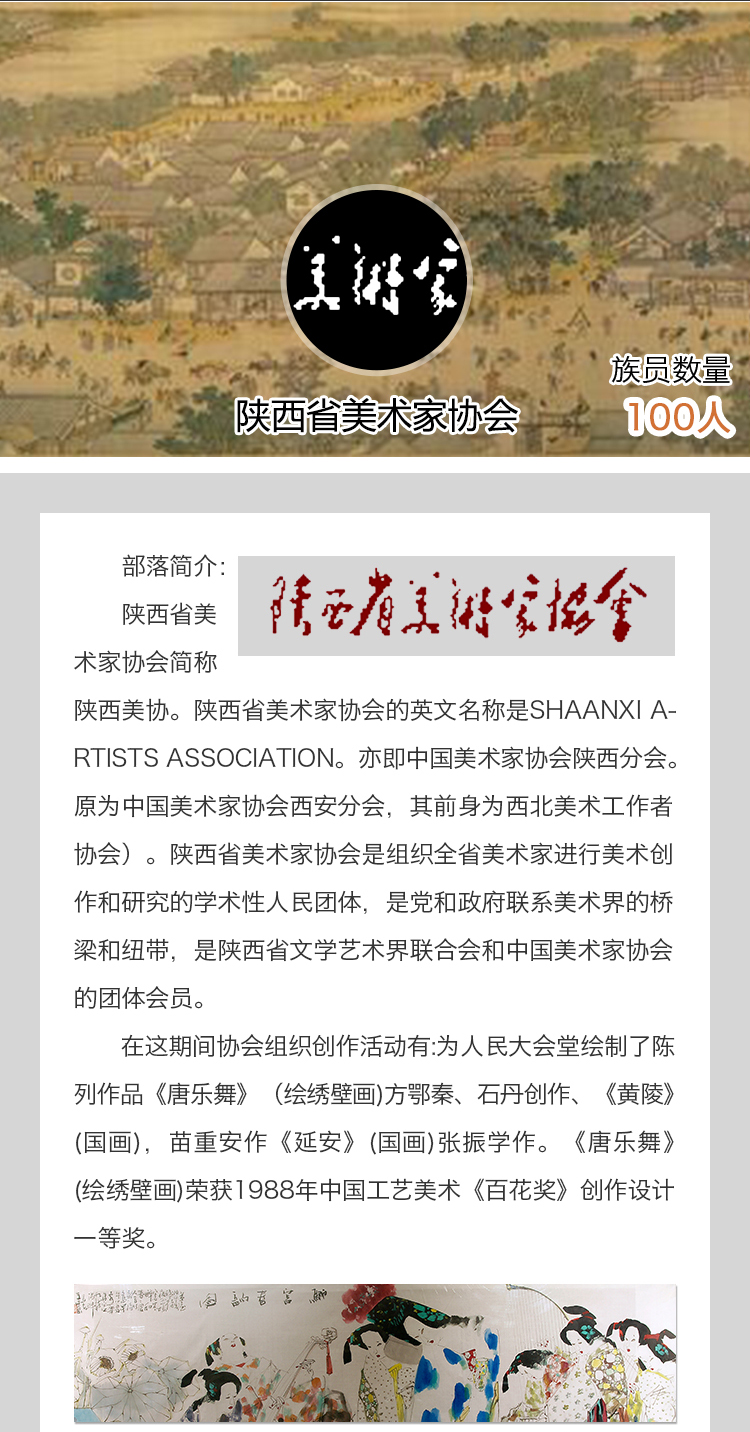 美術家
族员数量
陕西省美术家协会
100人
部落简介：
陕西省美術家協會
陕西省美
术家协会简称
陕西美协。陕西省美术家协会的英文名称是SHAANXI A-
RTISTS ASSOCIATION。亦即中国美术家协会陕西分会。
原为中国美术家协会西安分会，其前身为西北美术工作者
协会）。陕西省美术家协会是组织全省美术家进行美术创
作和研究的学术性人民团体，是党和政府联系美术界的桥
梁和纽带，是陕西省文学艺术界联合会和中国美术家协会
的团体会员。
在这期间协会组织创作活动有:为人民大会堂绘制了陈
列作品《唐乐舞》（绘绣壁画)方鄂秦、石丹创作、《黄陵》
(国画)，苗重安作《延安》(国画)张振学作。《唐乐舞》
(绘绣壁画)荣获1988年中国工艺美术《百花奖》创作设计
一等奖。